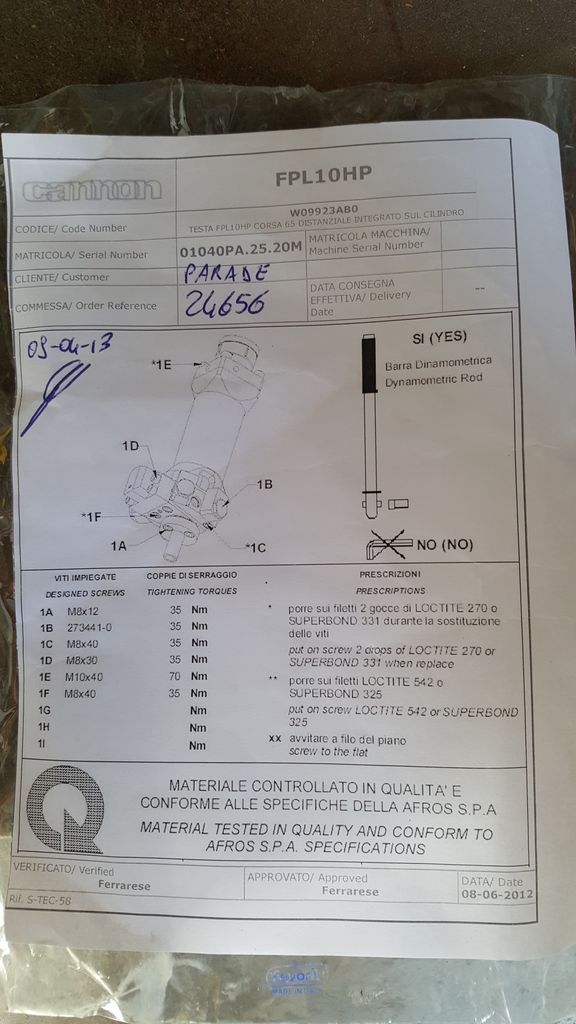 cannon
FPL10HP
CODICE/ Code Number
W09923AB0
TESTA FPL10HP CORSA 65 DISTANZIALE INTEGRATO SUL CILINDRO
MATRICOLA/ Serial Number
01040PA.25.20M
MATRICOLA MACCHINA/
Machine Serial Number
CLIENTE/ Customer
PARADE
COMMESSA/ Order Reference
24656
DATA CONSEGNA
EFFETTIVA/ Delivery
Date
--
09-04-13
*1E
1D
1B
*1F
1A
*1C
SI (YES)
Barra Dinamometrica
Dynamometric Rod
NO (NO)
VITI IMPIEGATE COPPIE DI SERRAGGIO
DESIGNED SCREWS TIGHTENING TORQUES
1A M8x12 35 Nm
1B 273441-0 35 Nm
1C M8x40 35 Nm
1D M8x30 35 Nm
1E M10x40 70 Nm
1F M8x40 35 Nm
1G Nm
1H Nm
1I Nm
PRESCRIZIONI
PRESCRIPTIONS
* porre sui filetti 2 gocce di LOCTITE 270 o
SUPERBOND 331 durante la sostituzione
delle viti
put on screw 2 drops of LOCTITE 270 or
SUPERBOND 331 when replace
** porre sui filetti LOCTITE 542 o
SUPERBOND 325
put on screw LOCTITE 542 or SUPERBOND
325
xx avvitare a filo del piano
screw to the flat
Q
MATERIALE CONTROLLATO IN QUALITA' E
CONFORME ALLE SPECIFICHE DELLA AFROS S.P.A
MATERIAL TESTED IN QUALITY AND CONFORM TO
AFROS S.P.A. SPECIFICATIONS
VERIFICATO/ Verified
Ferrarese
APPROVATO/ Approved
Ferrarese
DATA/ Date
08-06-2012
Rif. S-TEC-58
MADE IN ITALY